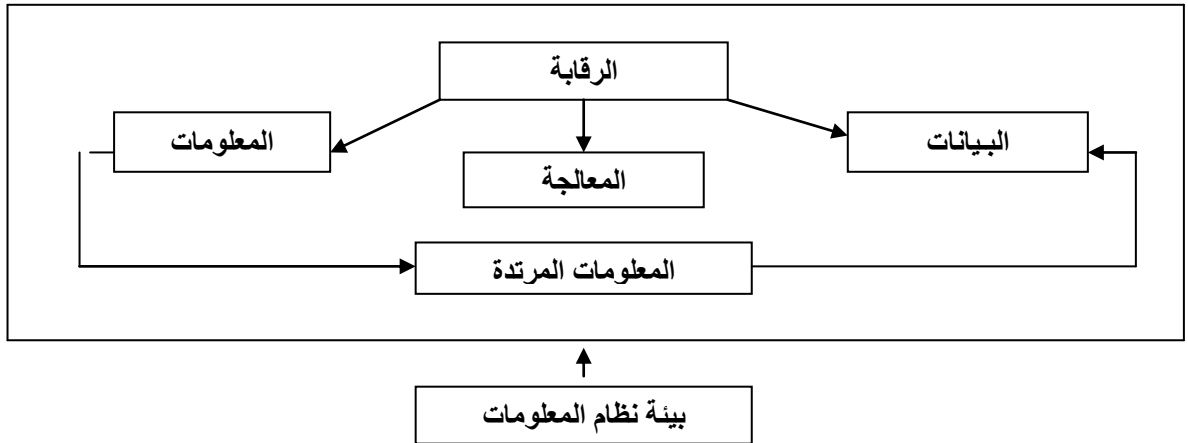 الرقابة
البيانات
المعلومات
المعالجة
المعلومات المرتدة
بيئة نظام المعلومات